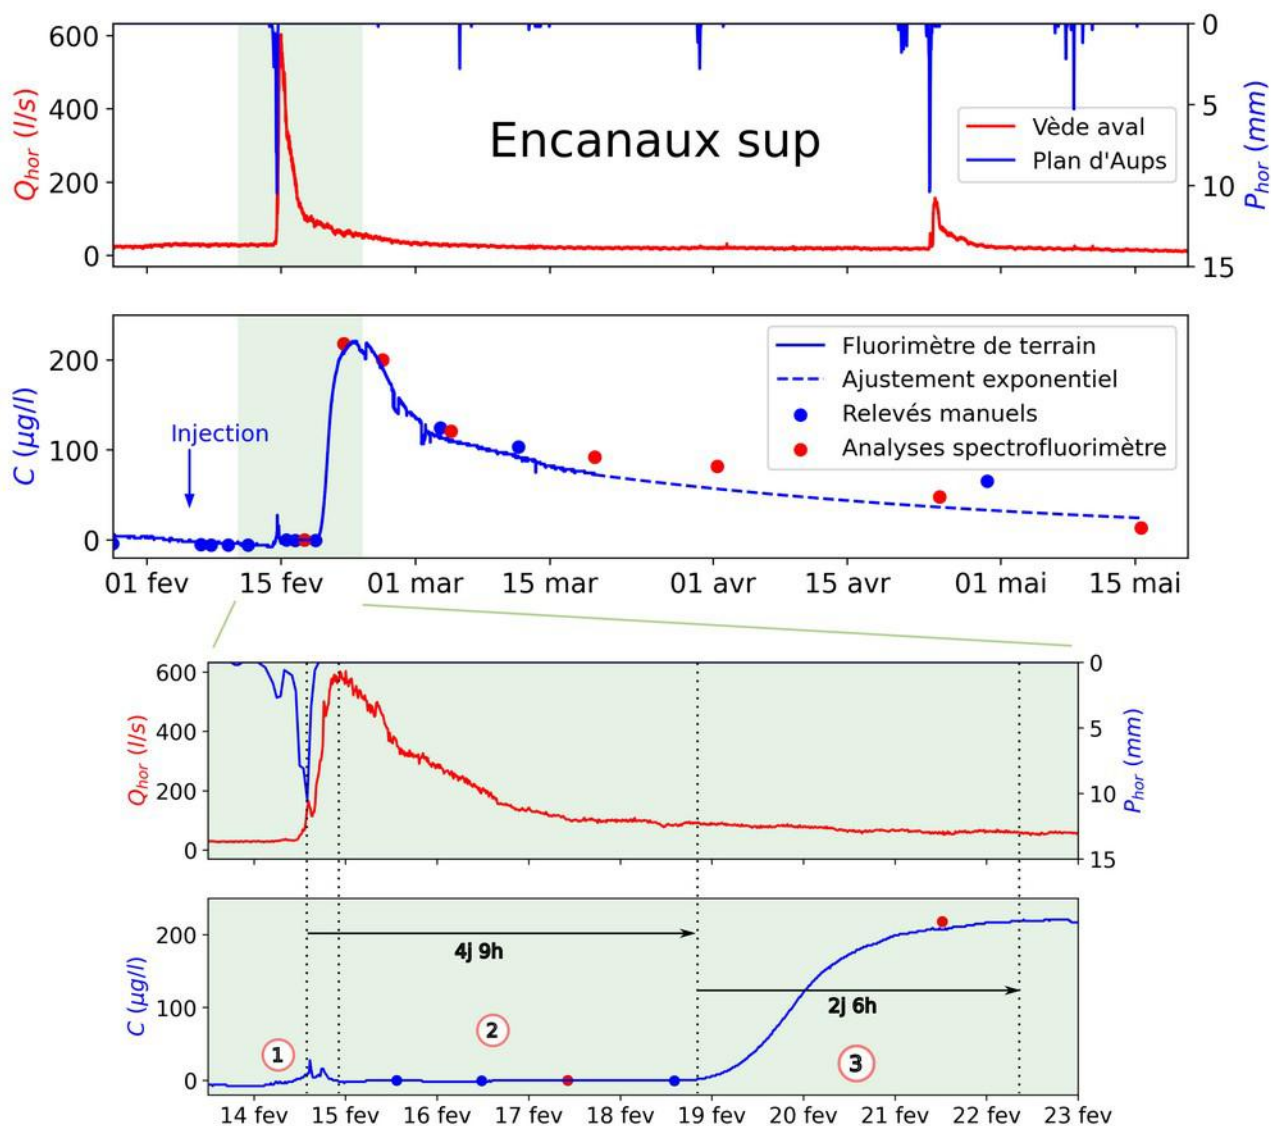 600
400
200
0
Q_hor (l/s)
Encanaux sup
Vède aval
Plan d'Aups
0
5
10
15
P_hor (mm)
200
100
0
C (µg/l)
Injection
Fluorimètre de terrain
Ajustement exponentiel
Relevés manuels
Analyses spectrofluorimètre
01 fev 15 fev 01 mar 15 mar 01 avr 15 avr 01 mai 15 mai
600
400
200
0
Q_hor (l/s)
0
5
10
15
P_hor (mm)
200
100
0
C (µg/l)
4j 9h
2j 6h
1
2
3
14 fev 15 fev 16 fev 17 fev 18 fev 19 fev 20 fev 21 fev 22 fev 23 fev